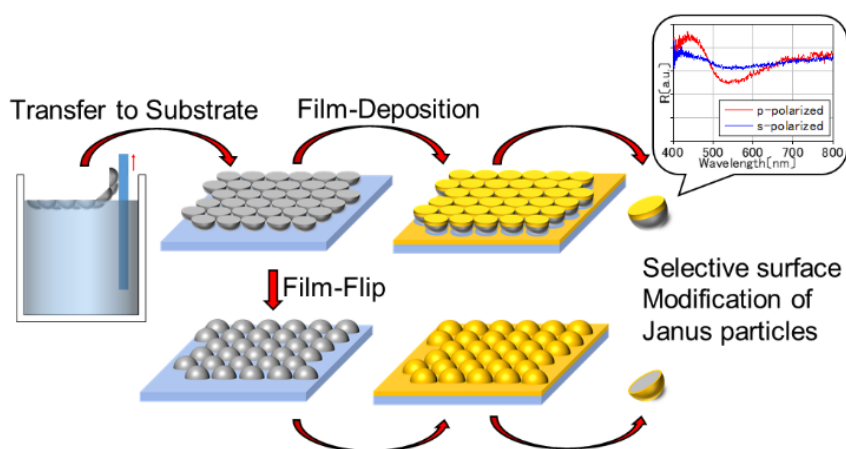 Transfer to Substrate
Film-Deposition
R[a.u.]
p-polarized
s-polarized
400 500 600 700 800
Wavelength[nm]
Film-Flip
Selective surface
Modification of
Janus particles